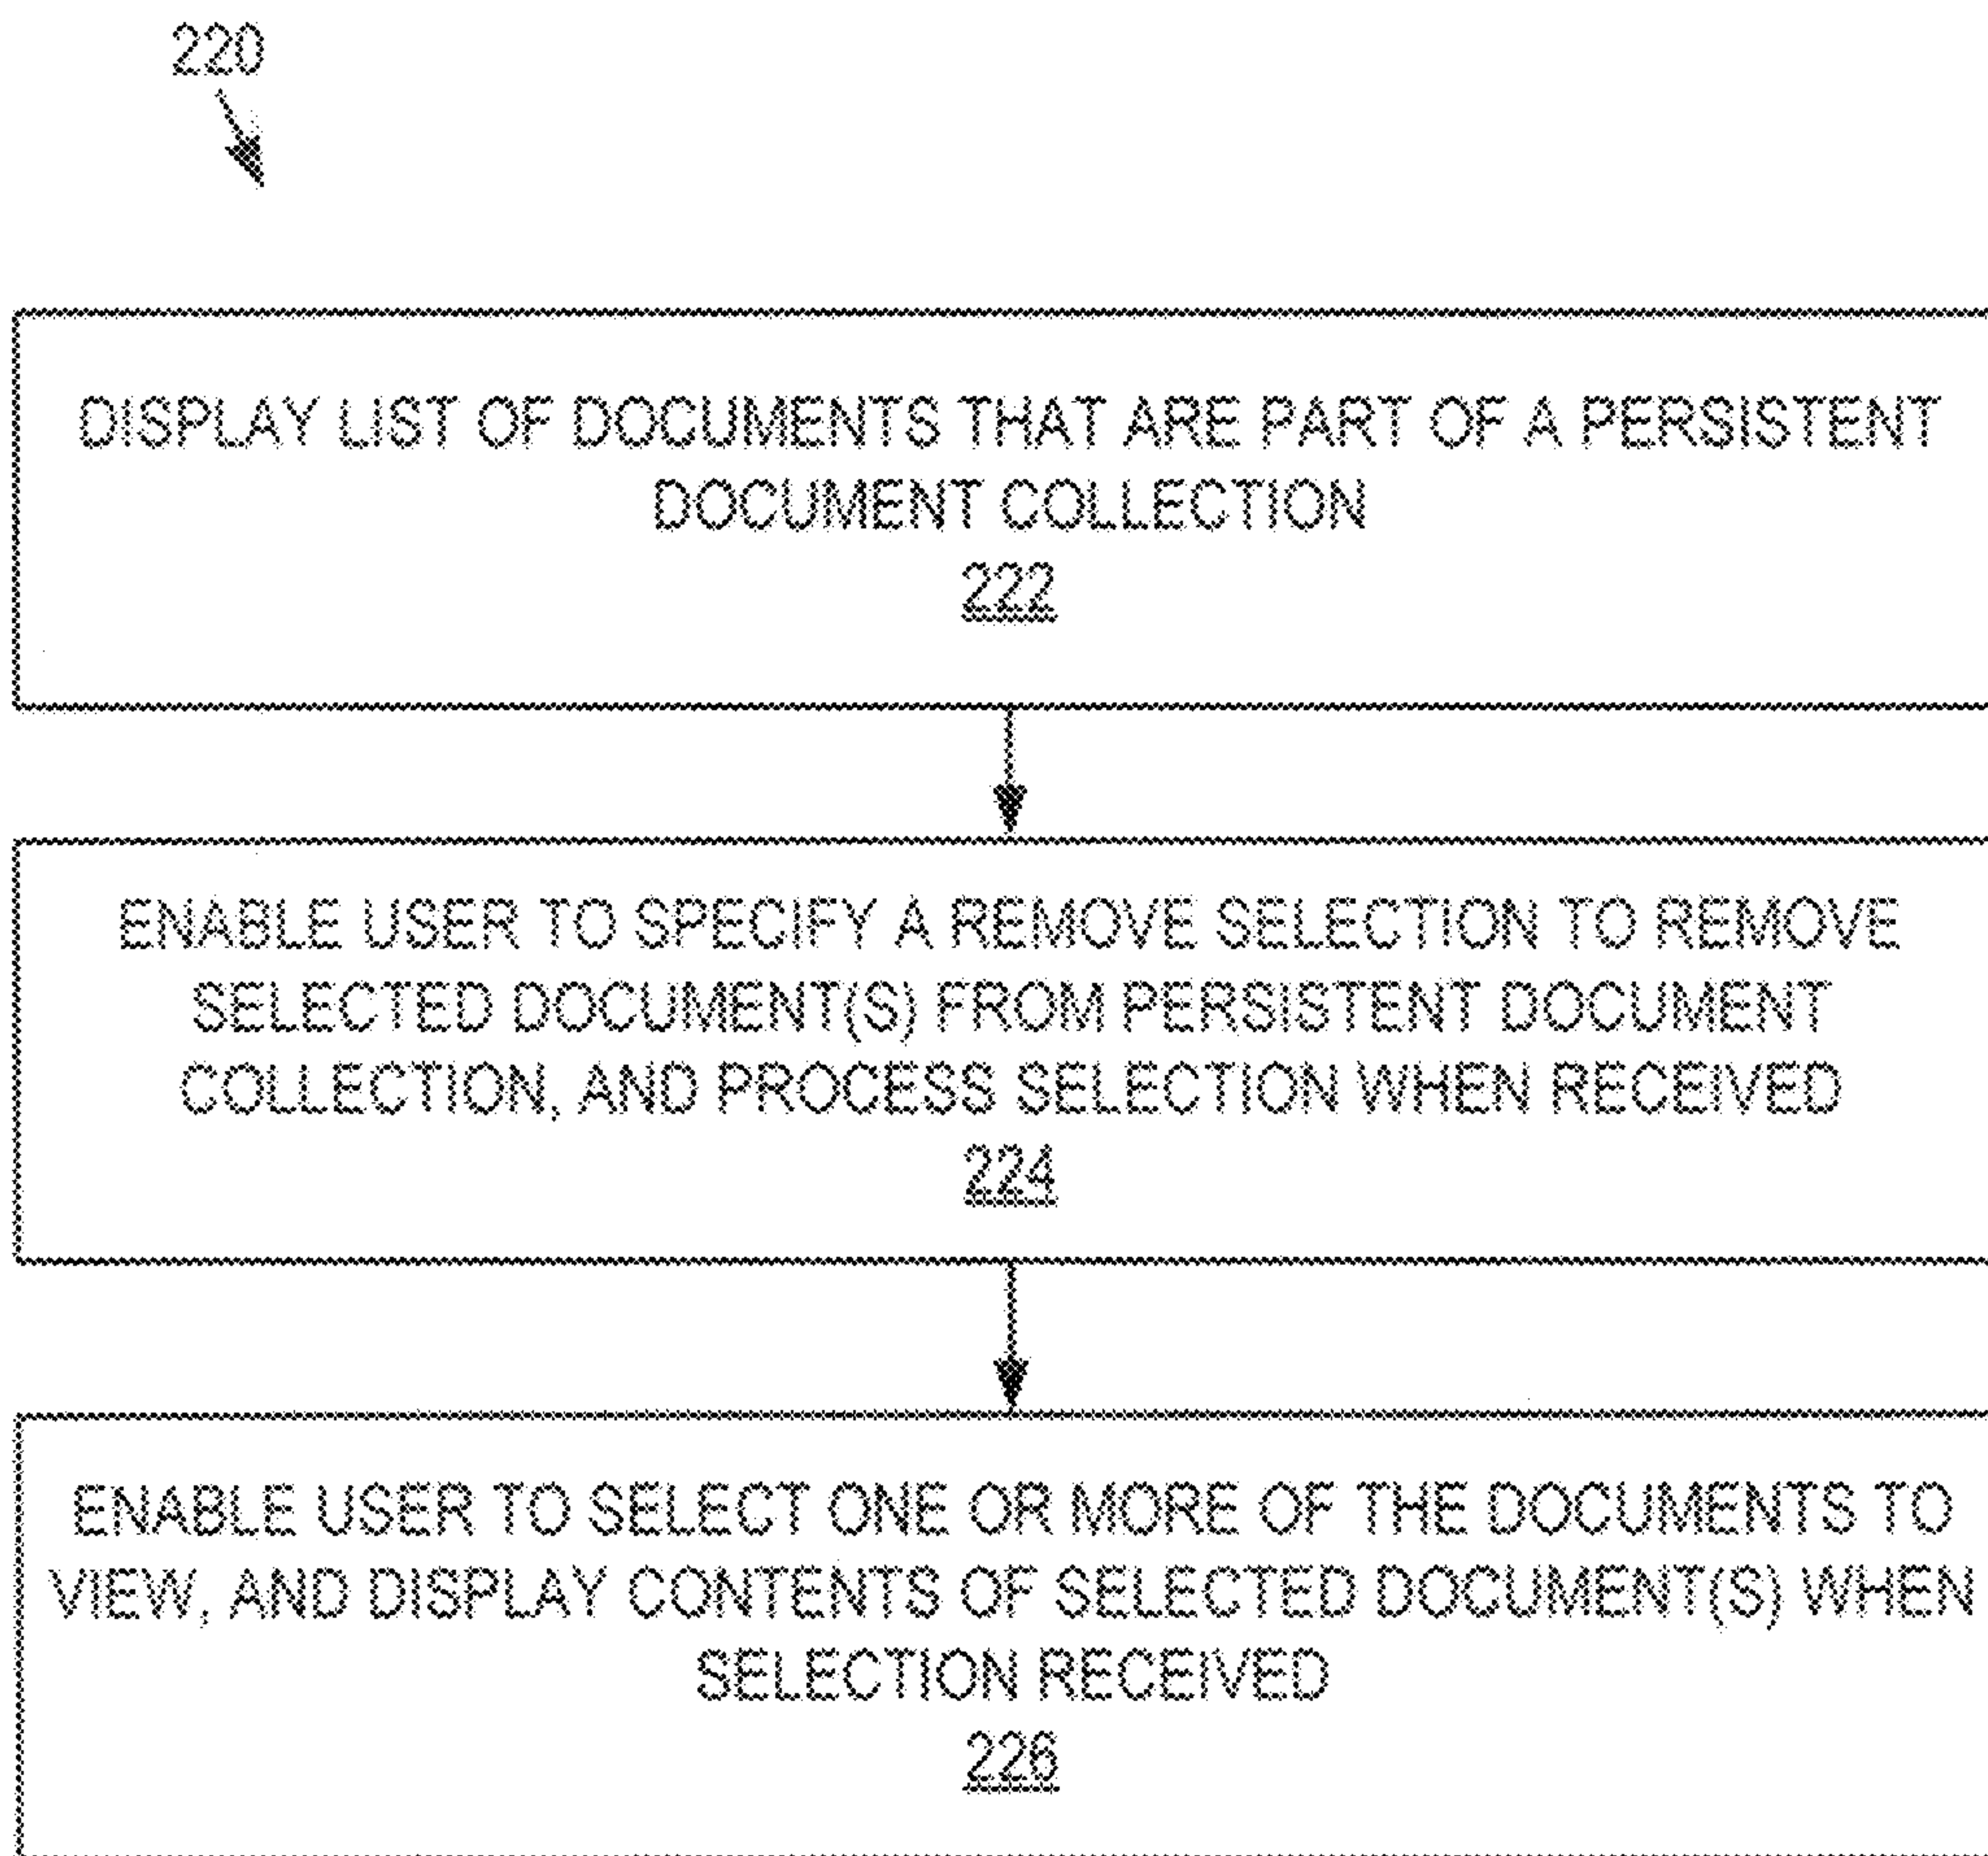 220
DISPLAY LIST OF DOCUMENTS THAT ARE PART OF A PERSISTENT
DOCUMENT COLLECTION
222
ENABLE USER TO SPECIFY A REMOVE SELECTION TO REMOVE
SELECTED DOCUMENT(S) FROM PERSISTENT DOCUMENT
COLLECTION, AND PROCESS SELECTION WHEN RECEIVED
224
ENABLE USER TO SELECT ONE OR MORE OF THE DOCUMENTS TO
VIEW, AND DISPLAY CONTENTS OF SELECTED DOCUMENT(S) WHEN
SELECTION RECEIVED
226